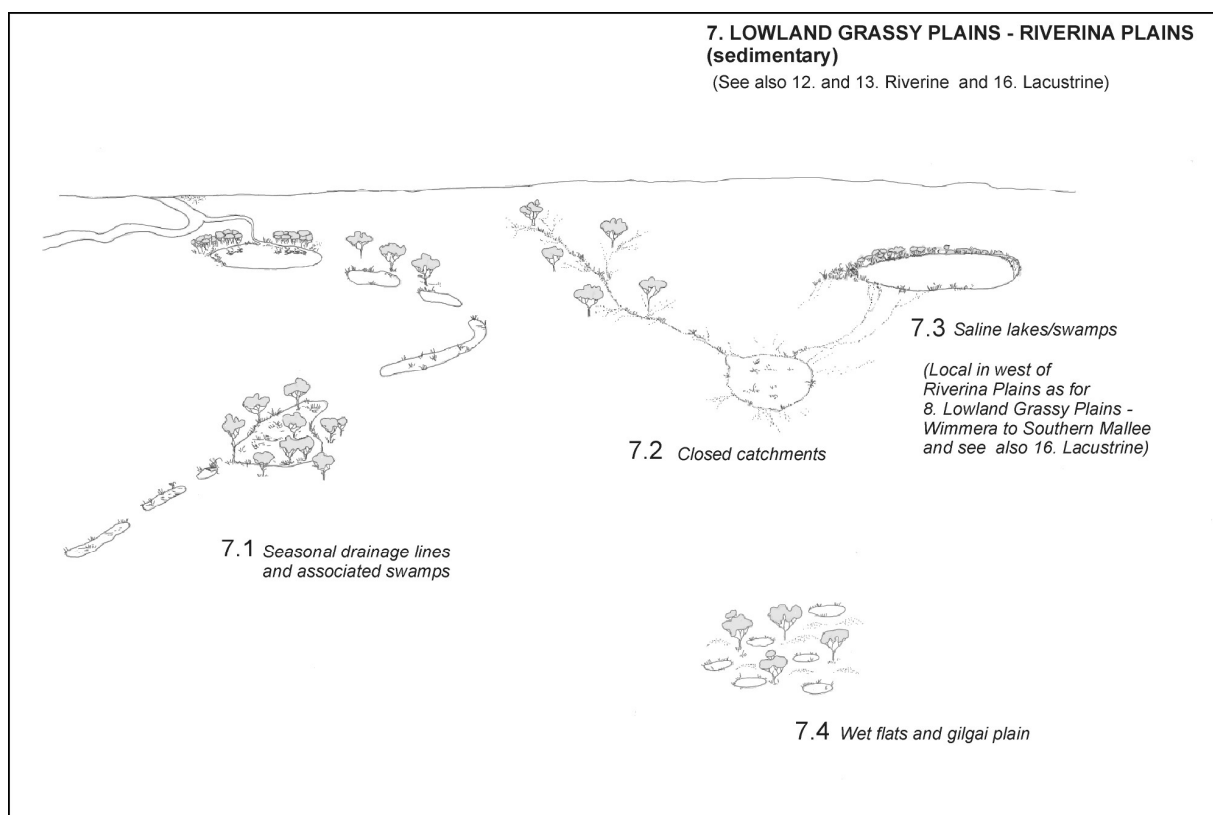 7. LOWLAND GRASSY PLAINS - RIVERINA PLAINS
(sedimentary)
(See also 12. and 13. Riverine and 16. Lacustrine)
7.3 Saline lakes/swamps
(Local in west of
Riverina Plains as for
8. Lowland Grassy Plains -
Wimmera to Southern Mallee
and see also 16. Lacustrine)
7.2 Closed catchments
7.1 Seasonal drainage lines
and associated swamps
7.4 Wet flats and gilgai plain